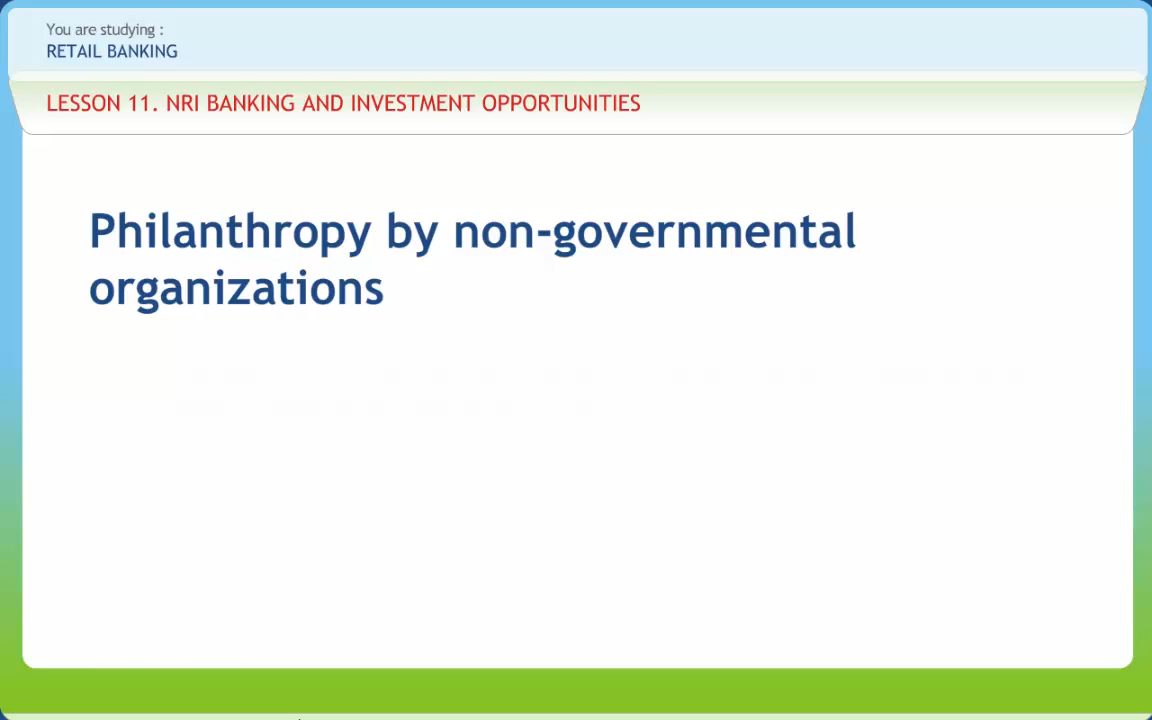 You are studying :
RETAIL BANKING
LESSON 11. NRI BANKING AND INVESTMENT OPPORTUNITIES
Philanthropy by non-governmental
organizations